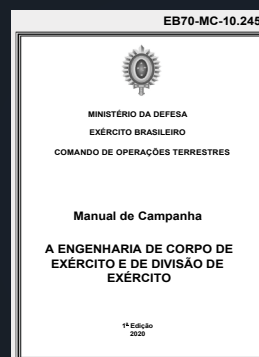 EB70-MC-10.245
MINISTÉRIO DA DEFESA
EXÉRCITO BRASILEIRO
COMANDO DE OPERAÇÕES TERRESTRES
Manual de Campanha
A ENGENHARIA DE CORPO DE
EXÉRCITO E DE DIVISÃO DE
EXÉRCITO
1ª Edição
2020